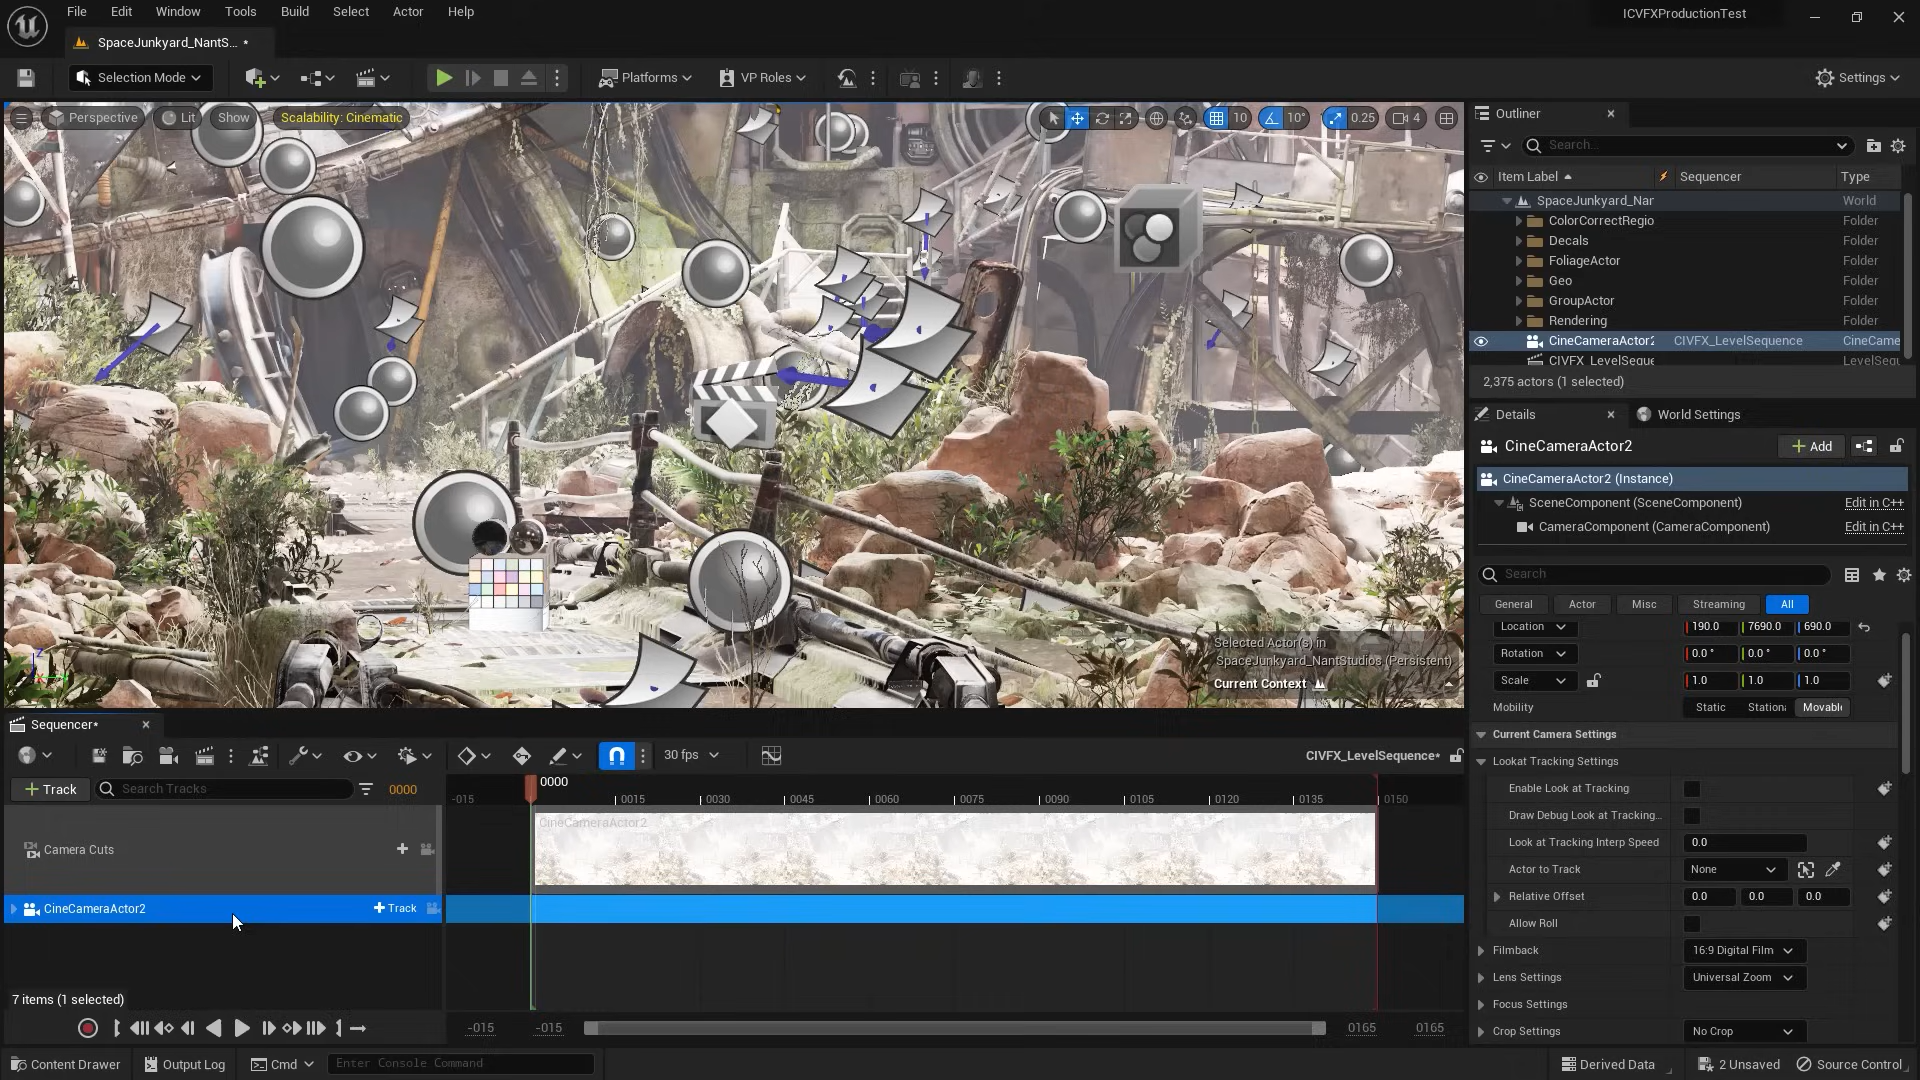 File Edit Window Tools Build Select Actor Help
ICVFXProductionTest
SpaceJunkyard_NantS... •
Selection Mode
Platforms
VP Roles
Settings
Perspective
Lit
Show
Scalability: Cinematic
10
10°
0.25
4
Outliner
Search...
Item Label
Sequencer
Type
SpaceJunkyard_Nar World
ColorCorrectRegio Folder
Decals Folder
FoliageActor Folder
Geo Folder
GroupActor Folder
Rendering Folder
CineCameraActor2 CIVFX_LevelSequence CineCame
CIVFX_LevelSeque LevelSequ
2,375 actors (1 selected)
Details
World Settings
CineCameraActor2
Add
CineCameraActor2 (Instance)
SceneComponent (SceneComponent) Edit in C++
CameraComponent (CameraComponent) Edit in C++
Search
General Actor Misc Streaming All
Location 190.0 7690.0 690.0
Rotation 0.0 ° 0.0 ° 0.0 °
Scale 1.0 1.0 1.0
Mobility Static Stationa Movabl
Current Camera Settings
Lookat Tracking Settings
Enable Look at Tracking
Draw Debug Look at Tracking...
Look at Tracking Interp Speed 0.0
Actor to Track None
Relative Offset 0.0 0.0 0.0
Allow Roll
Filmback 16:9 Digital Film
Lens Settings Universal Zoom
Focus Settings
Crop Settings No Crop
Selected Actor(s) in
SpaceJunkyard_NantStudios (Persistent)
Current Context
Z
Sequencer*
30 fps
CIVFX_LevelSequence*
+ Track
Search Tracks
0000
0000
-015 0015 0030 0045 0060 0075 0090 0105 0120 0135 0150
Camera Cuts
CineCameraActor2
CineCameraActor2
+ Track
7 items (1 selected)
-015 -015 0165 0165
Content Drawer
Output Log
Cmd
Enter Console Command
Derived Data
2 Unsaved
Source Control